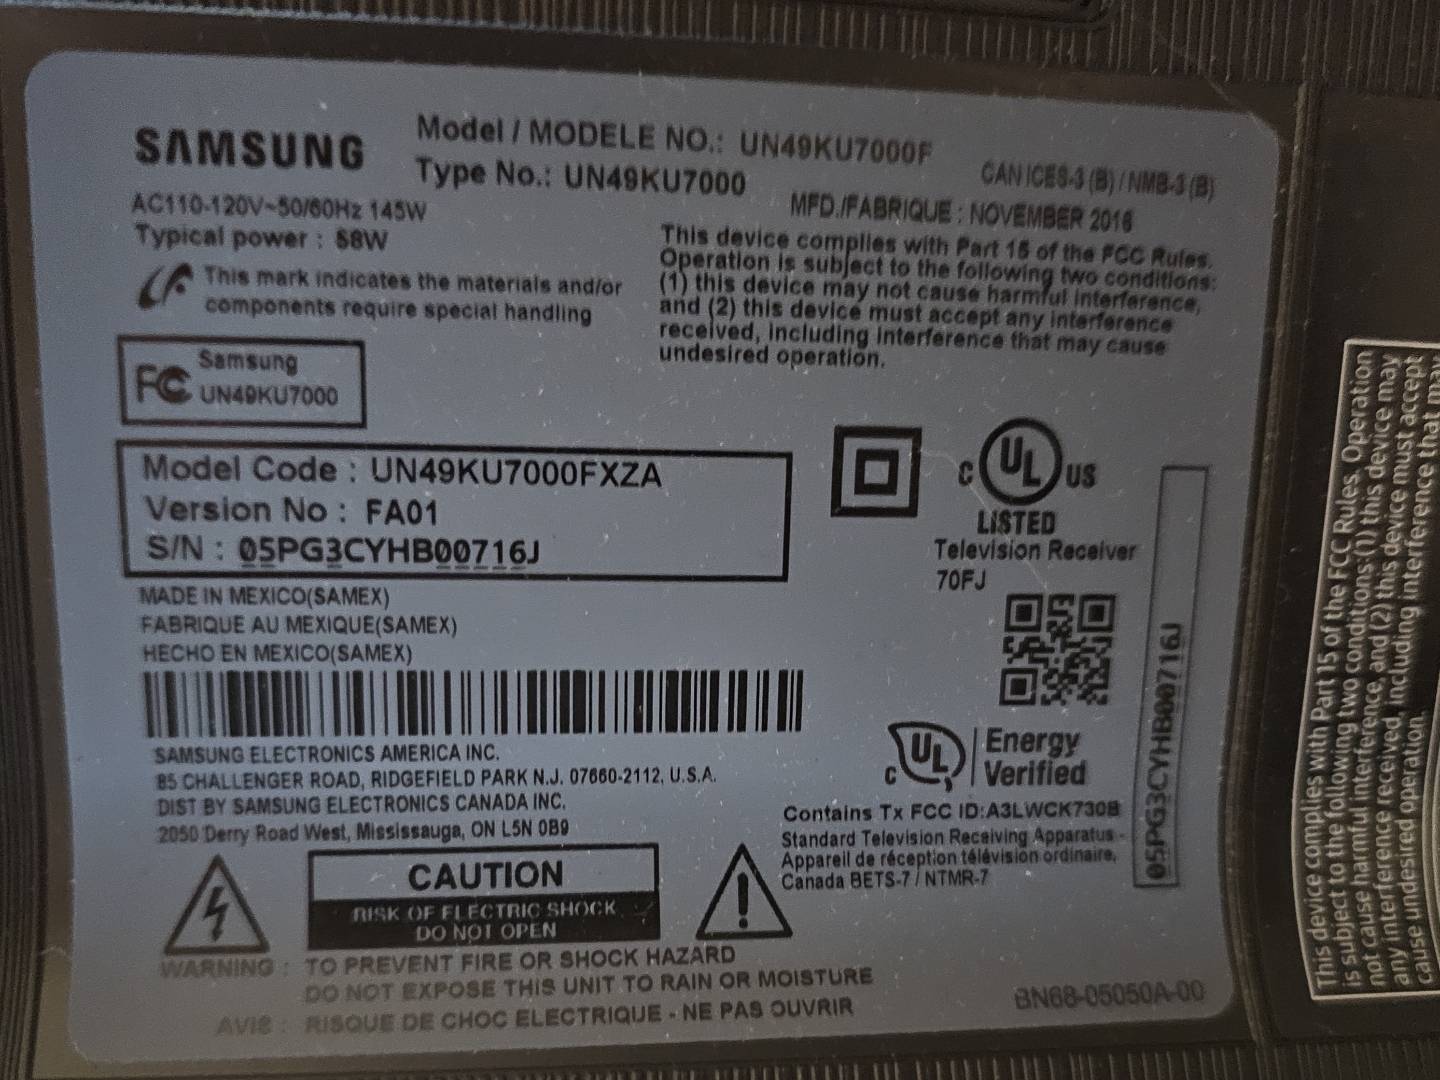 SAMSUNG
Model / MODELE NO.: UN49KU7000F
Type No.: UN49KU7000
CAN ICES-3 (B) / NMB-3 (B)
AC110-120V~50/60Hz 145W
MFD./FABRIQUE : NOVEMBER 2016
Typical power : 58W
This mark indicates the materials and/or
components require special handling
This device complies with Part 15 of the FCC Rules.
Operation is subject to the following two conditions:
(1) this device may not cause harmful interference,
and (2) this device must accept any interference
received, including interference that may cause
undesired operation.
FC Samsung
UN49KU7000
Model Code : UN49KU7000FXZA
Version No : FA01
S/N : 05PG3CYHB00716J
C UL US
LISTED
Television Receiver
70FJ
MADE IN MEXICO(SAMEX)
FABRIQUE AU MEXIQUE(SAMEX)
HECHO EN MEXICO(SAMEX)
SAMSUNG ELECTRONICS AMERICA INC.
85 CHALLENGER ROAD, RIDGEFIELD PARK N.J. 07660-2112, U.S.A.
DIST BY SAMSUNG ELECTRONICS CANADA INC.
2050 Derry Road West, Mississauga, ON L5N 0B9
C UL Energy
Verified
Contains Tx FCC ID:A3LWCK730B
Standard Television Receiving Apparatus -
Appareil de réception télévision ordinaire,
Canada BETS-7 / NTMR-7
05PG3CYHB00716J
CAUTION
RISK OF ELECTRIC SHOCK
DO NOT OPEN
WARNING : TO PREVENT FIRE OR SHOCK HAZARD
DO NOT EXPOSE THIS UNIT TO RAIN OR MOISTURE
AVIS : RISQUE DE CHOC ELECTRIQUE - NE PAS OUVRIR
BN68-05050A-00
This device complies with Part 15 of the FCC Rules. Operation
is subject to the following two conditions:(1) this device may
not cause harmful interference, and (2) this device must accept
any interference received, including interference that may
cause undesired operation.